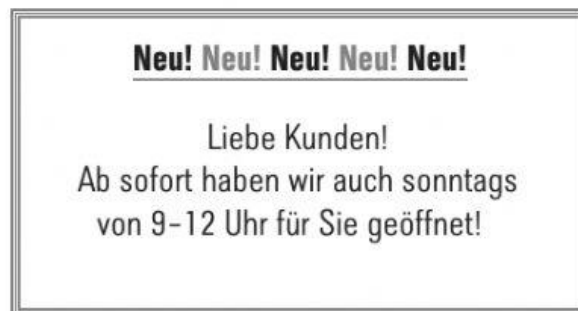 Neu! Neu! Neu! Neu! Neu!
Liebe Kunden!
Ab sofort haben wir auch sonntags
von 9–12 Uhr für Sie geöffnet!